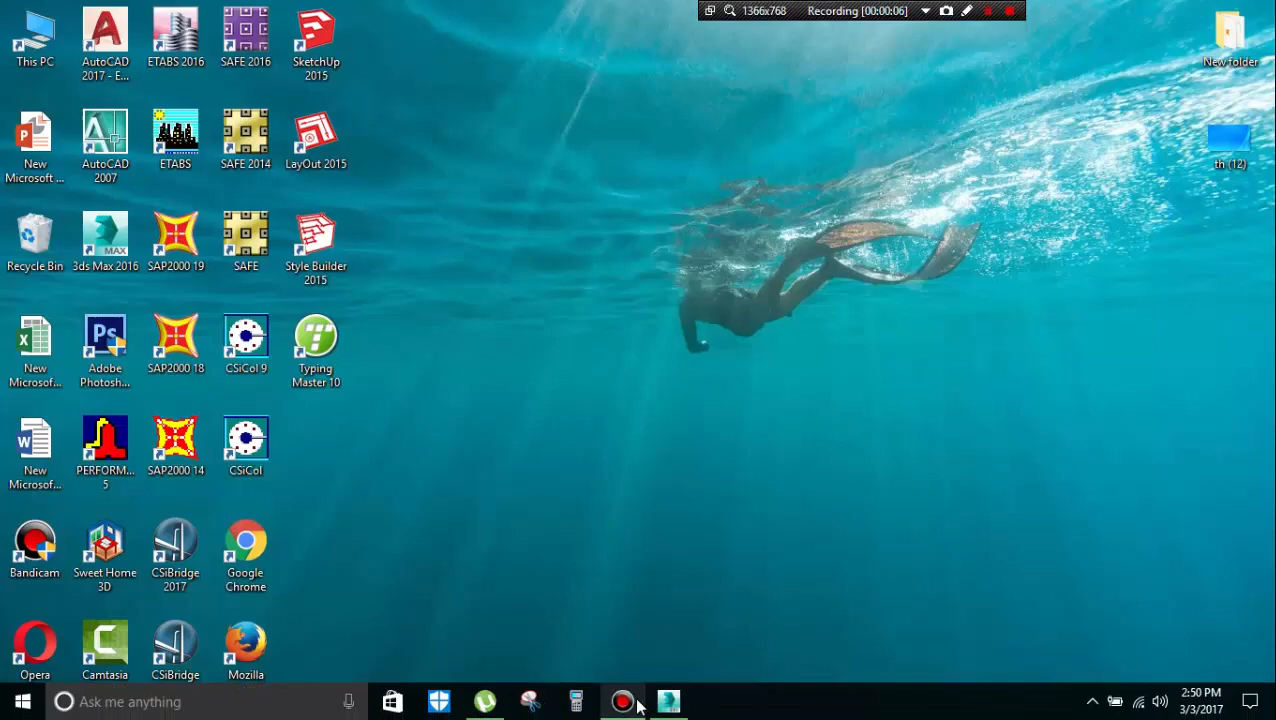 1366x768 Recording [00:00:06]
This PC
AutoCAD 2017 - E...
ETABS 2016
SAFE 2016
SketchUp 2015
New folder
New Microsoft ...
AutoCAD 2007
ETABS
SAFE 2014
LayOut 2015
th (12)
Recycle Bin
3ds Max 2016
MAX
SAP2000 19
SAFE
Style Builder 2015
New Microsof...
Ps
Adobe Photosh...
SAP2000 18
CSiCol 9
Typing Master 10
New Microsof...
PERFORM... 5
SAP2000 14
CSiCol
Bandicam
Sweet Home 3D
CSiBridge 2017
Google Chrome
Opera
Camtasia
CSiBridge
Mozilla
Ask me anything
2:50 PM
3/3/2017